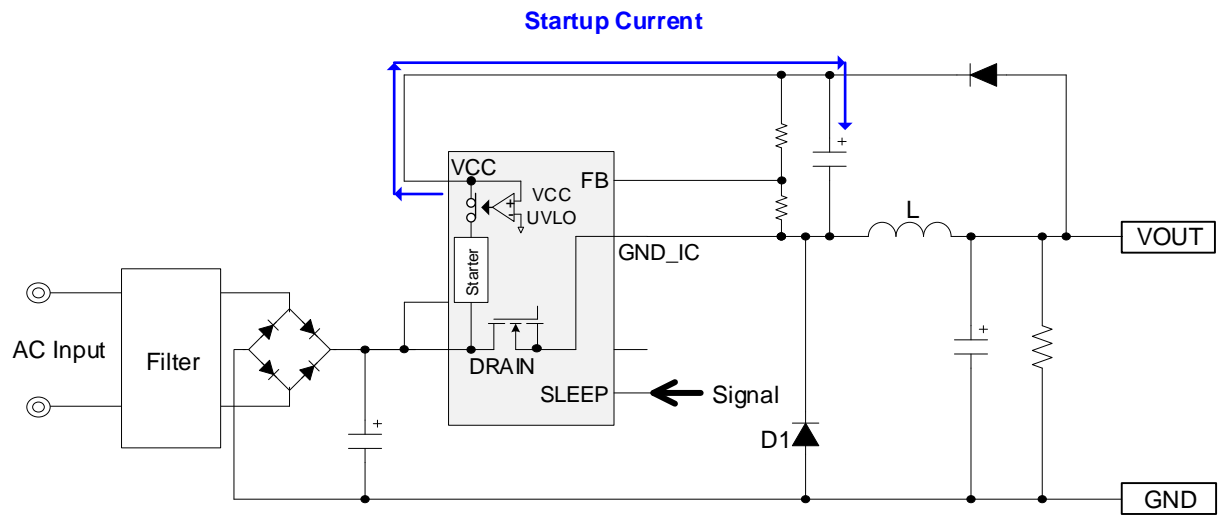 Startup Current
VCC
VCC
UVLO
FB
GND_IC
L
VOUT
Starter
AC Input
Filter
DRAIN
SLEEP
Signal
D1
GND
+
+
+
+
-